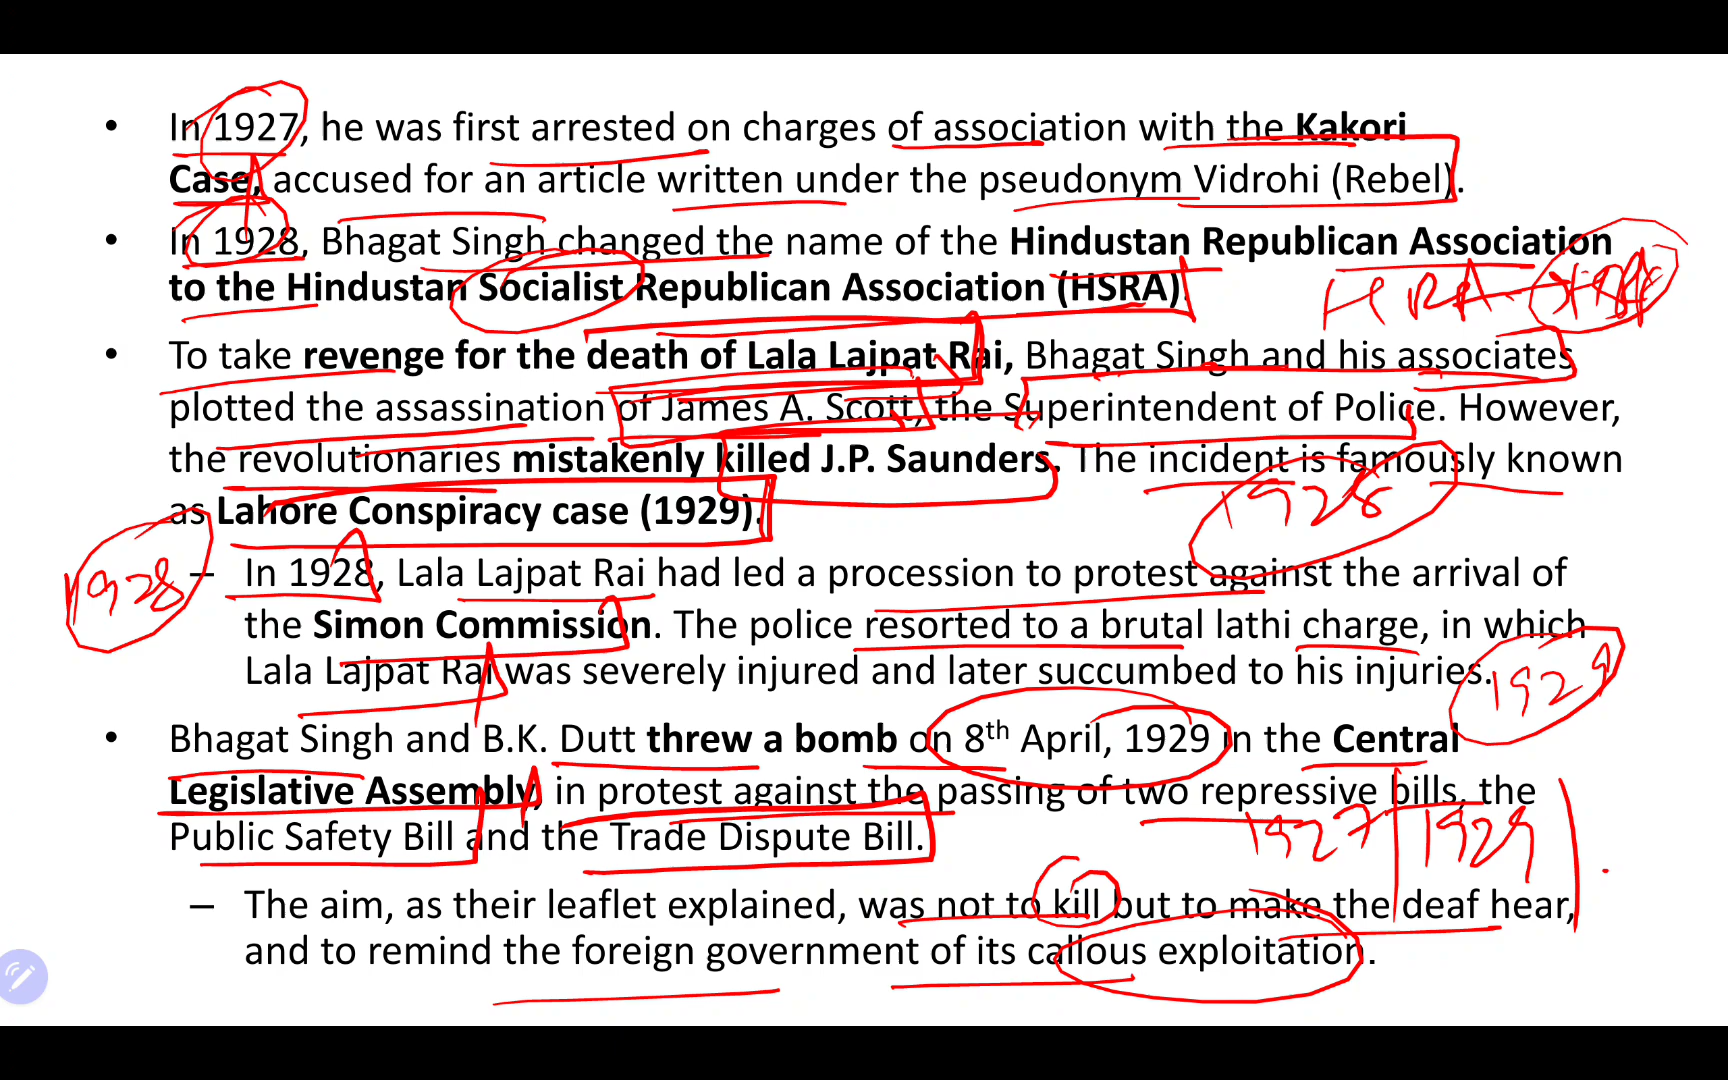 • In 1927, he was first arrested on charges of association with the Kakori
Case, accused for an article written under the pseudonym Vidrohi (Rebel).
• In 1928, Bhagat Singh changed the name of the Hindustan Republican Association
to the Hindustan Socialist Republican Association (HSRA).
HRA
• To take revenge for the death of Lala Lajpat Rai, Bhagat Singh and his associates
plotted the assassination of James A. Scott, the Superintendent of Police. However,
the revolutionaries mistakenly killed J.P. Saunders. The incident is famously known
as Lahore Conspiracy case (1929).
1928
1928
– In 1928, Lala Lajpat Rai had led a procession to protest against the arrival of
the Simon Commission. The police resorted to a brutal lathi charge, in which
Lala Lajpat Rai was severely injured and later succumbed to his injuries.
1929
• Bhagat Singh and B.K. Dutt threw a bomb on 8th April, 1929 in the Central
Legislative Assembly, in protest against the passing of two repressive bills, the
Public Safety Bill and the Trade Dispute Bill.
1927 1929
– The aim, as their leaflet explained, was not to kill but to make the deaf hear,
and to remind the foreign government of its callous exploitation.